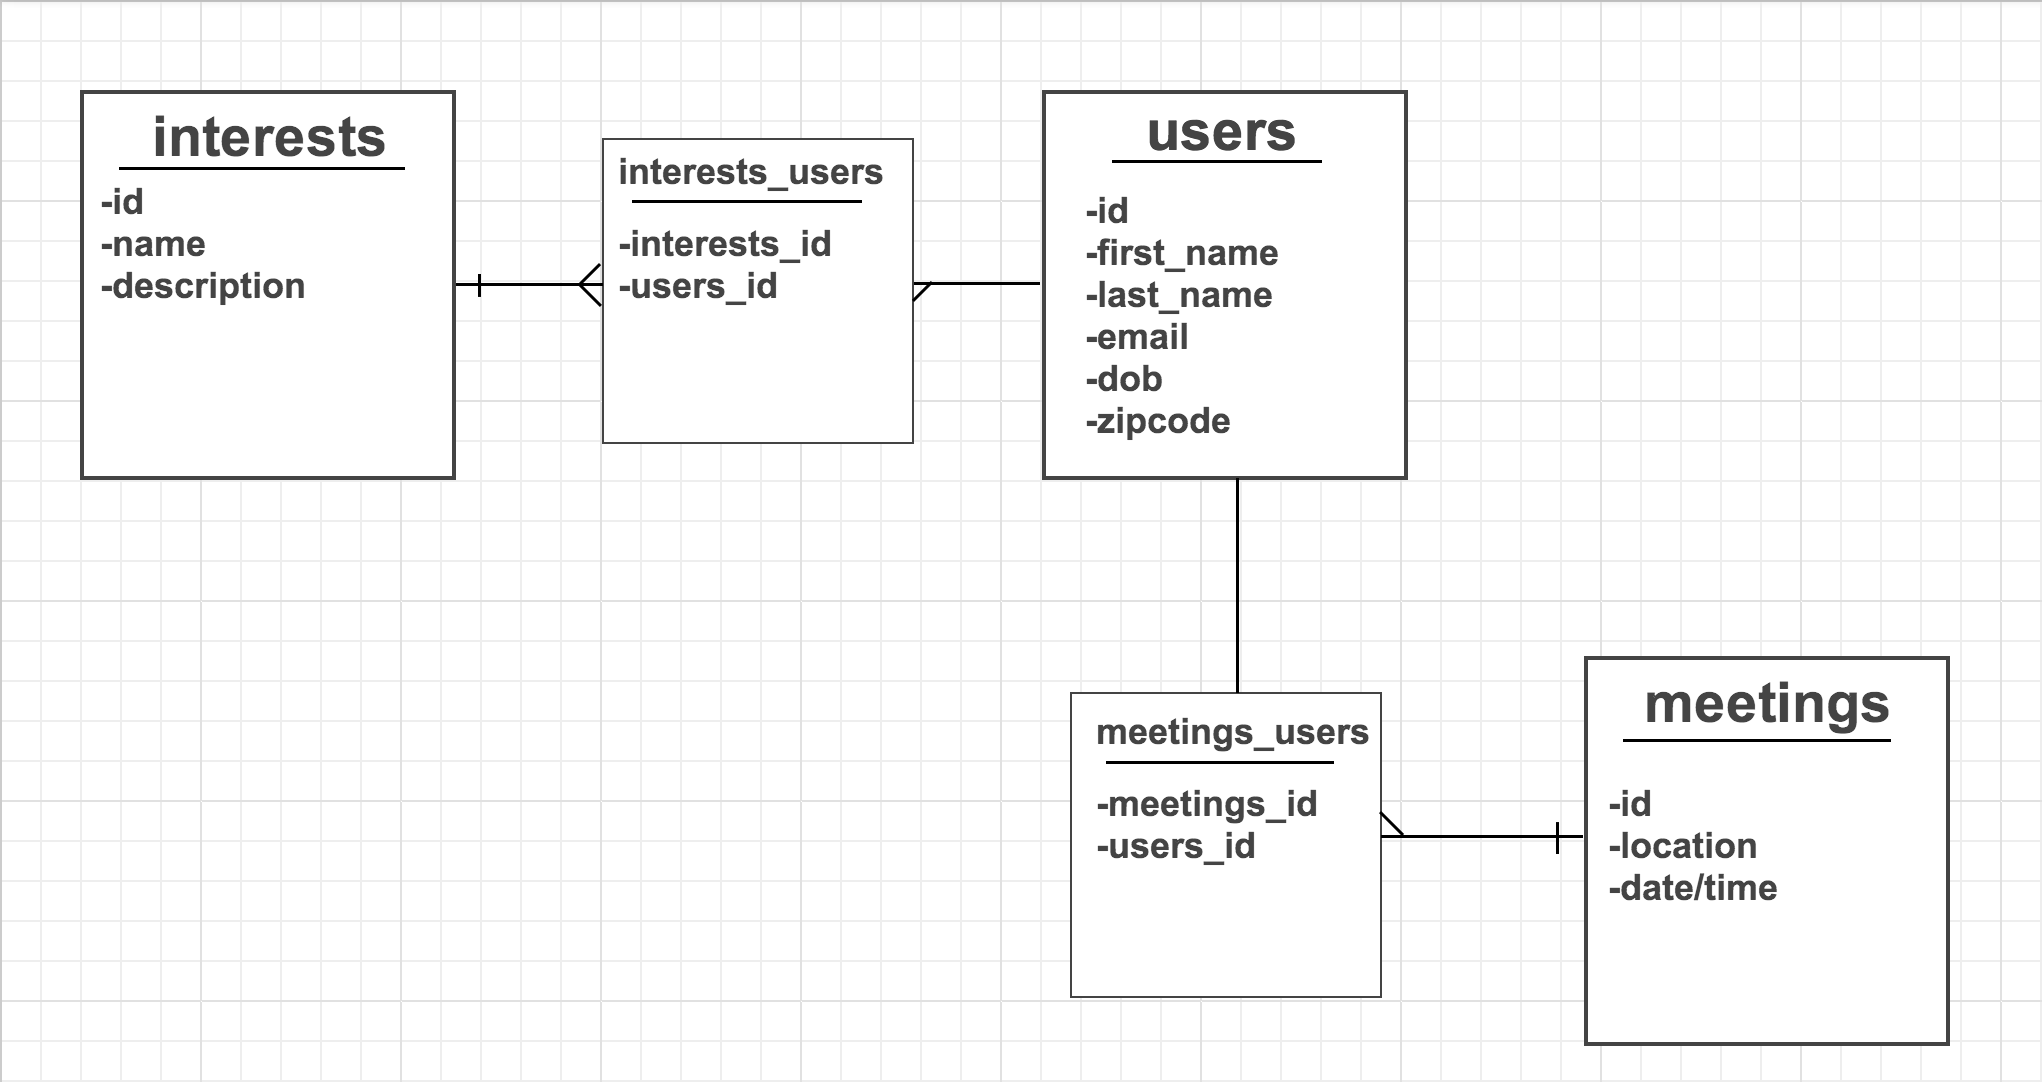 interests
-id
-name
-description
interests_users
-interests_id
-users_id
users
-id
-first_name
-last_name
-email
-dob
-zipcode
meetings_users
-meetings_id
-users_id
meetings
-id
-location
-date/time